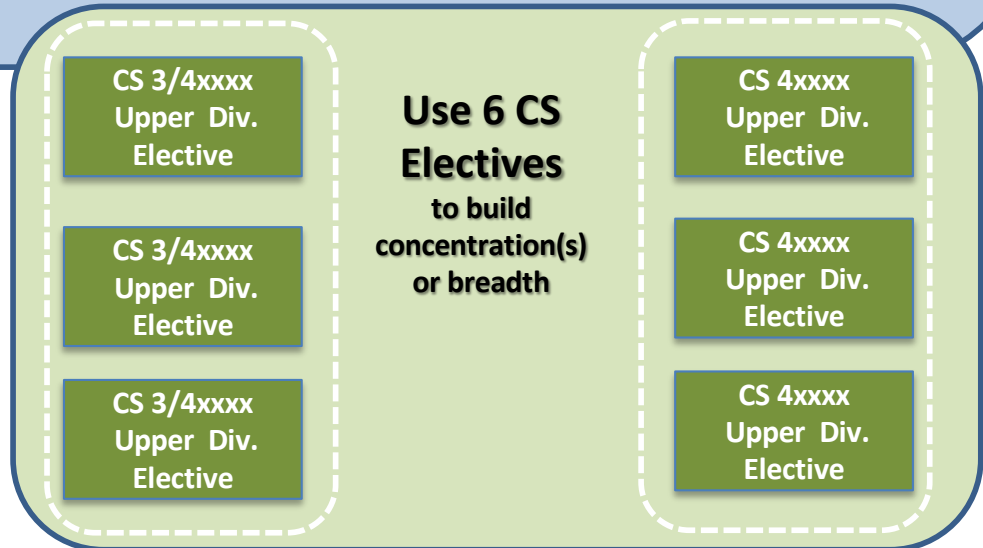 CS 3/4xxxx
Upper Div.
Elective
CS 3/4xxxx
Upper Div.
Elective
CS 3/4xxxx
Upper Div.
Elective
Use 6 CS
Electives
to build
concentration(s)
or breadth
CS 4xxxx
Upper Div.
Elective
CS 4xxxx
Upper Div.
Elective
CS 4xxxx
Upper Div.
Elective